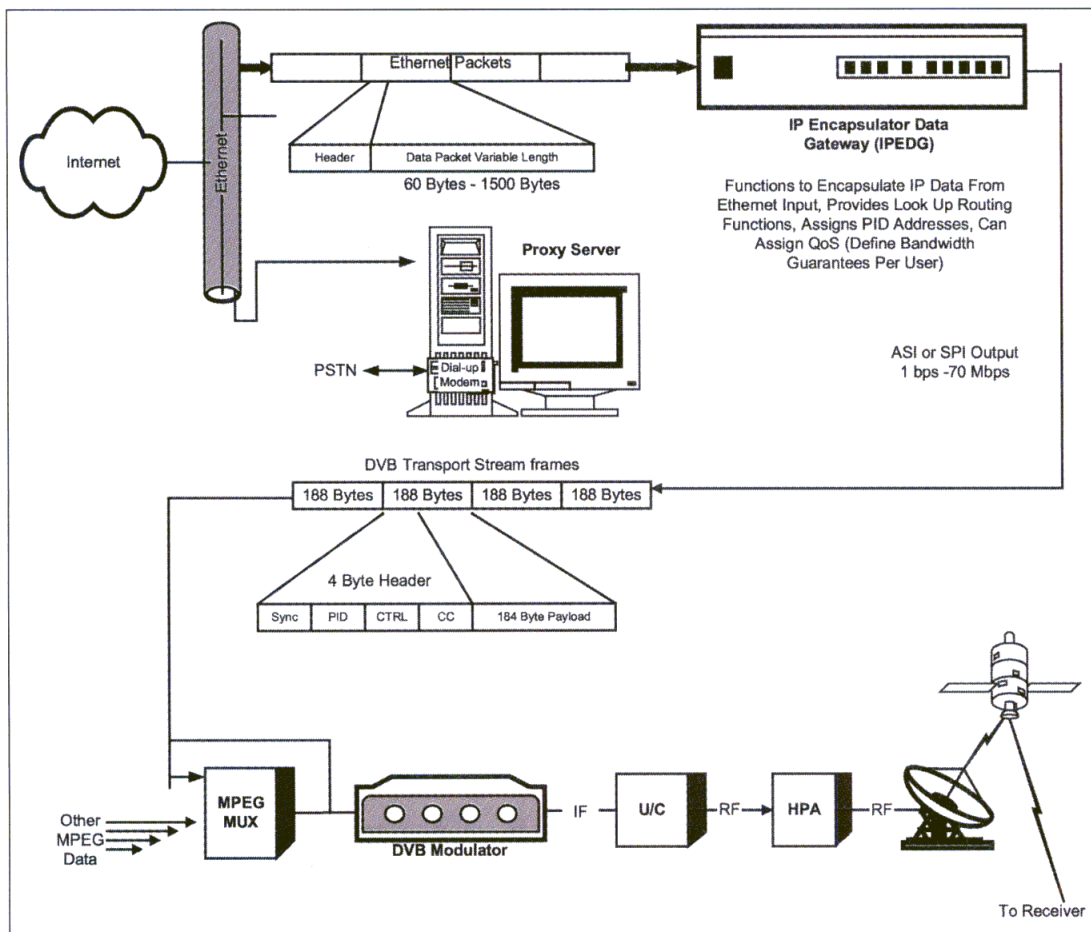 Ethernet Packets
Internet
Ethernet
Header
Data Packet Variable Length
60 Bytes - 1500 Bytes
IP Encapsulator Data
Gateway (IPEDG)
Functions to Encapsulate IP Data From
Ethernet Input, Provides Look Up Routing
Functions, Assigns PID Addresses, Can
Assign QoS (Define Bandwidth
Guarantees Per User)
Proxy Server
PSTN
Dial-up
Modem
ASI or SPI Output
1 bps -70 Mbps
DVB Transport Stream frames
188 Bytes
188 Bytes
188 Bytes
188 Bytes
4 Byte Header
Sync
PID
CTRL
CC
184 Byte Payload
Other
MPEG
Data
MPEG
MUX
DVB Modulator
IF
U/C
RF
HPA
RF
To Receiver